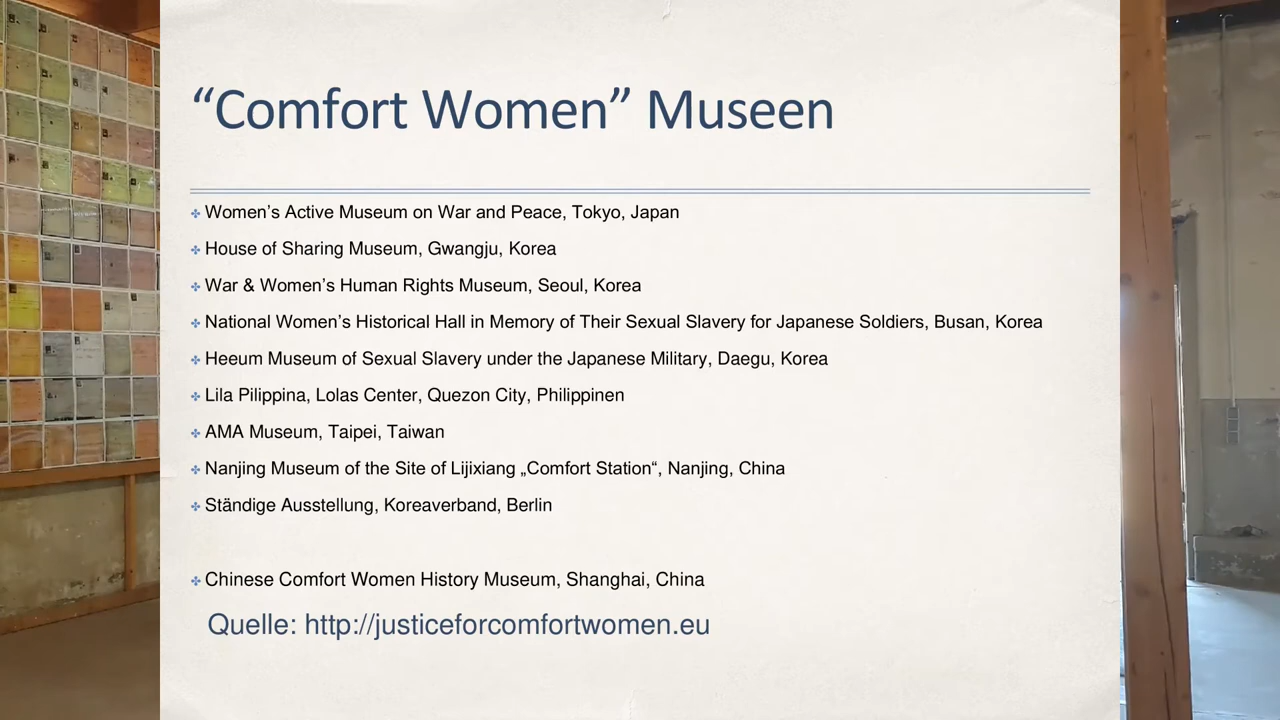 “Comfort Women” Museen
Women’s Active Museum on War and Peace, Tokyo, Japan
House of Sharing Museum, Gwangju, Korea
War & Women’s Human Rights Museum, Seoul, Korea
National Women’s Historical Hall in Memory of Their Sexual Slavery for Japanese Soldiers, Busan, Korea
Heeum Museum of Sexual Slavery under the Japanese Military, Daegu, Korea
Lila Pilippina, Lolas Center, Quezon City, Philippinen
AMA Museum, Taipei, Taiwan
Nanjing Museum of the Site of Lijixiang „Comfort Station“, Nanjing, China
Ständige Ausstellung, Koreaverband, Berlin
Chinese Comfort Women History Museum, Shanghai, China
Quelle: http://justiceforcomfortwomen.eu